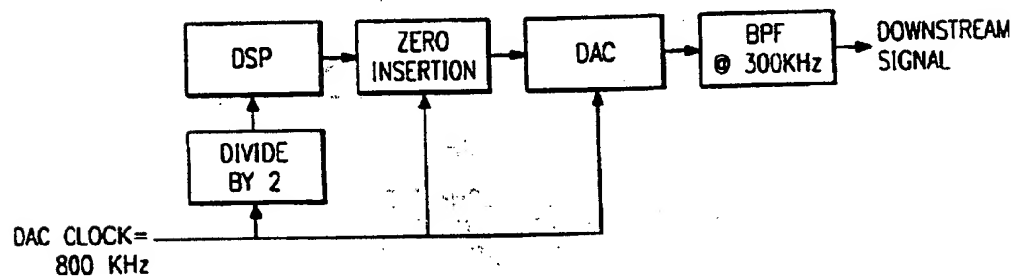 DSP
ZERO
INSERTION
DAC
BPF
@ 300KHz
DOWNSTREAM
SIGNAL
DIVIDE
BY 2
DAC CLOCK=
800 KHz